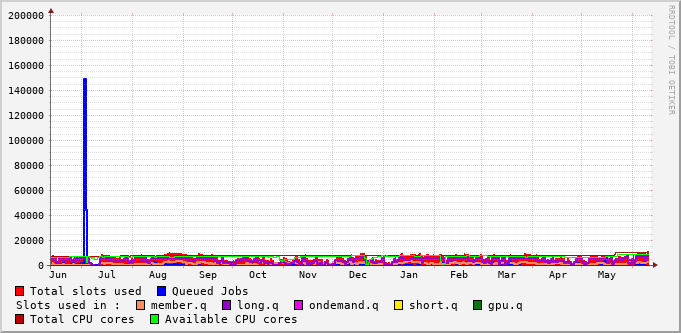 200000
180000
160000
140000
120000
100000
80000
60000
40000
20000
0
Jun Jul Aug Sep Oct Nov Dec Jan Feb Mar Apr May
RRDTOOL / TOBI OETIKER
Total slots used Queued Jobs
Slots used in : member.q long.q ondemand.q short.q gpu.q
Total CPU cores Available CPU cores